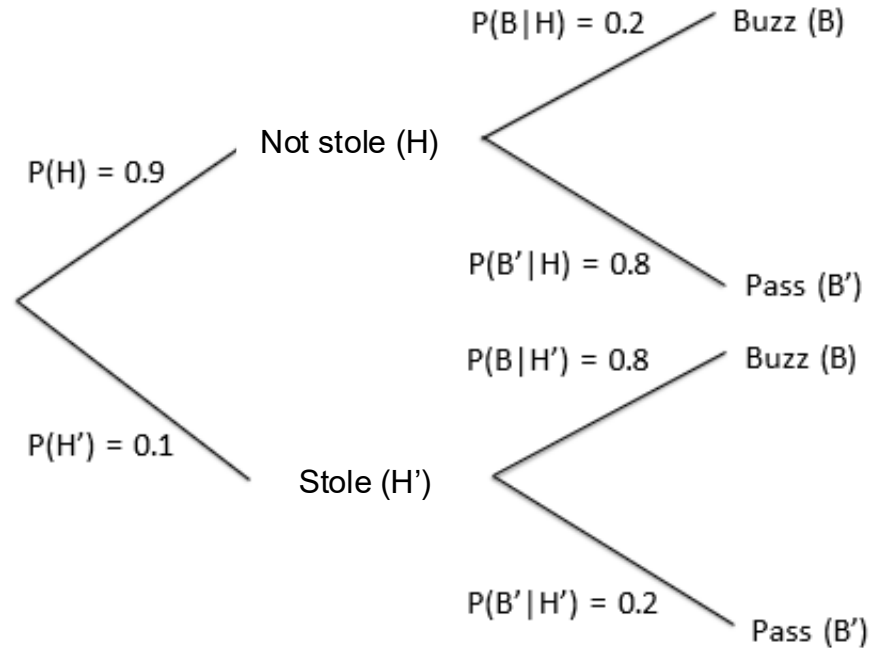 P(B|H) = 0.2
Buzz (B)
Not stole (H)
P(H) = 0.9
P(B′|H) = 0.8
Pass (B′)
P(B|H′) = 0.8
Buzz (B)
P(H′) = 0.1
Stole (H’)
P(B′|H′) = 0.2
Pass (B′)